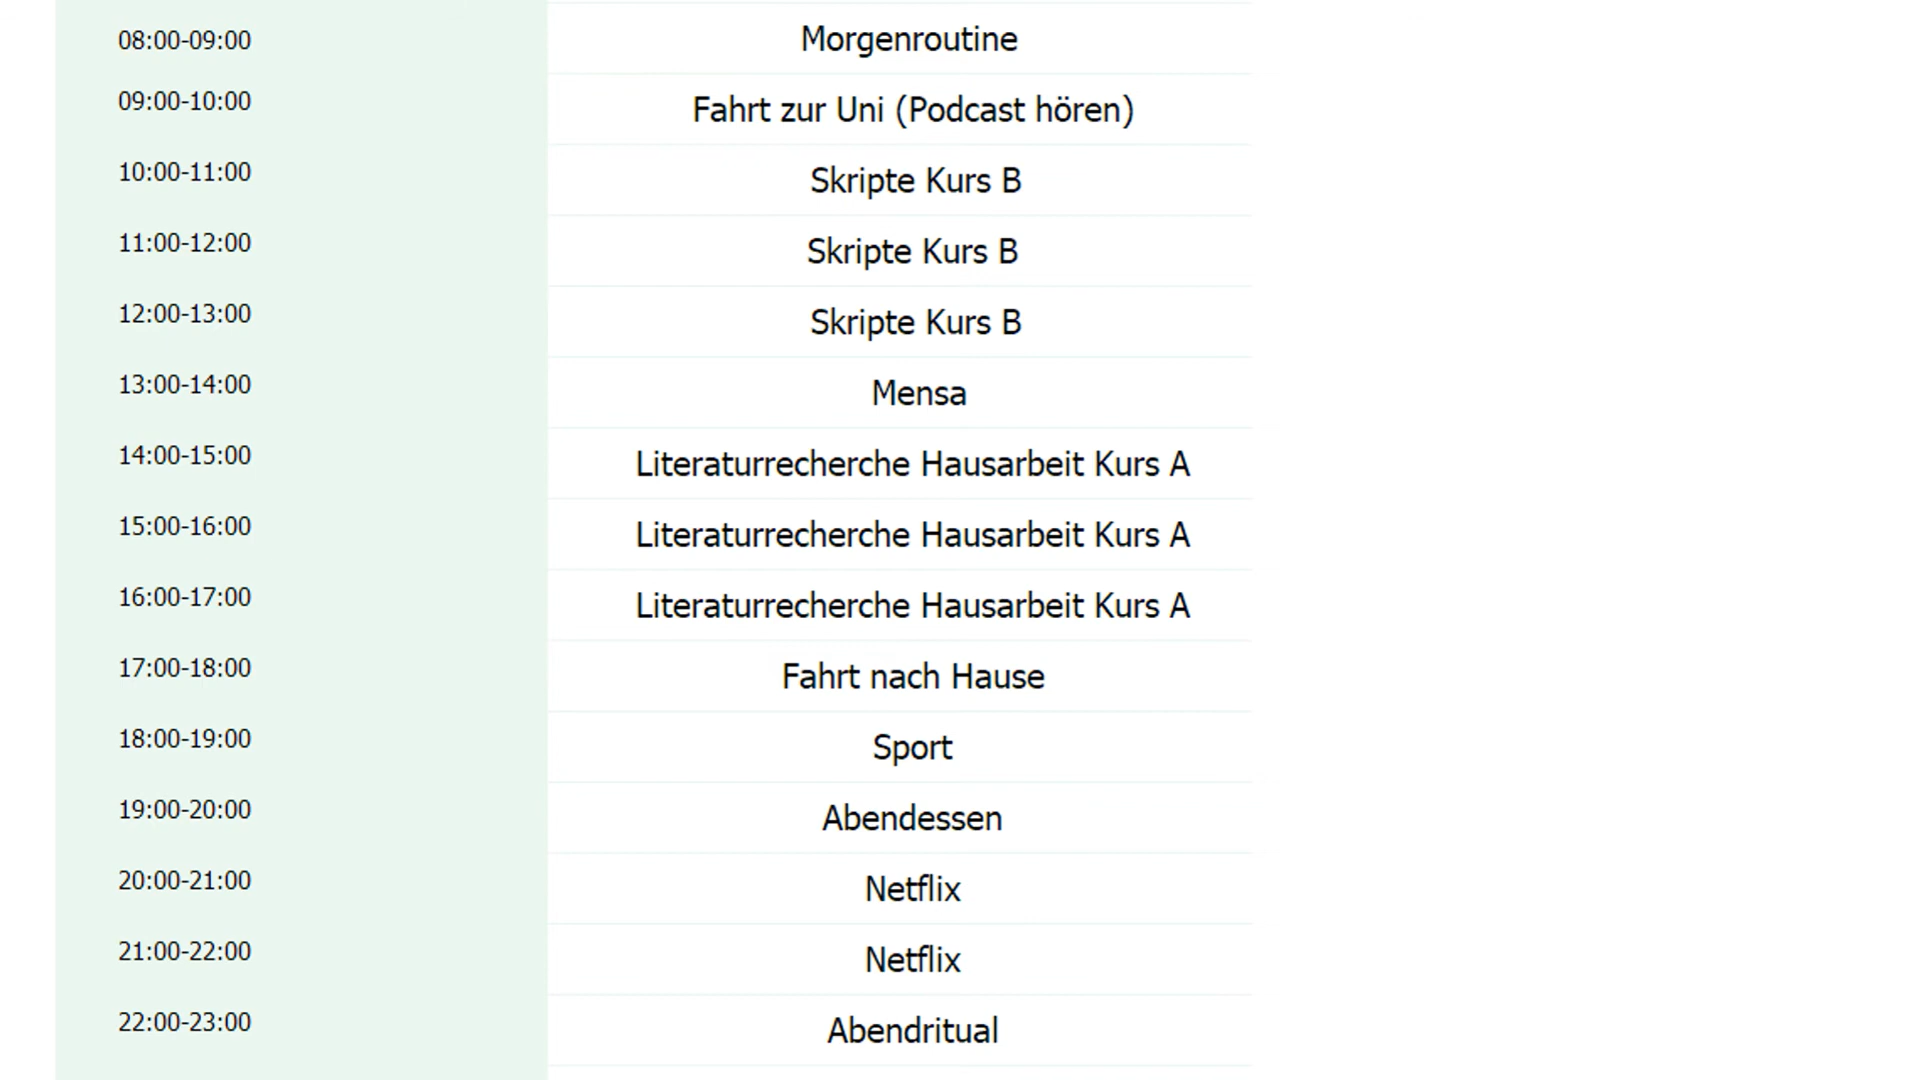 08:00-09:00 Morgenroutine
09:00-10:00 Fahrt zur Uni (Podcast hören)
10:00-11:00 Skripte Kurs B
11:00-12:00 Skripte Kurs B
12:00-13:00 Skripte Kurs B
13:00-14:00 Mensa
14:00-15:00 Literaturrecherche Hausarbeit Kurs A
15:00-16:00 Literaturrecherche Hausarbeit Kurs A
16:00-17:00 Literaturrecherche Hausarbeit Kurs A
17:00-18:00 Fahrt nach Hause
18:00-19:00 Sport
19:00-20:00 Abendessen
20:00-21:00 Netflix
21:00-22:00 Netflix
22:00-23:00 Abendritual